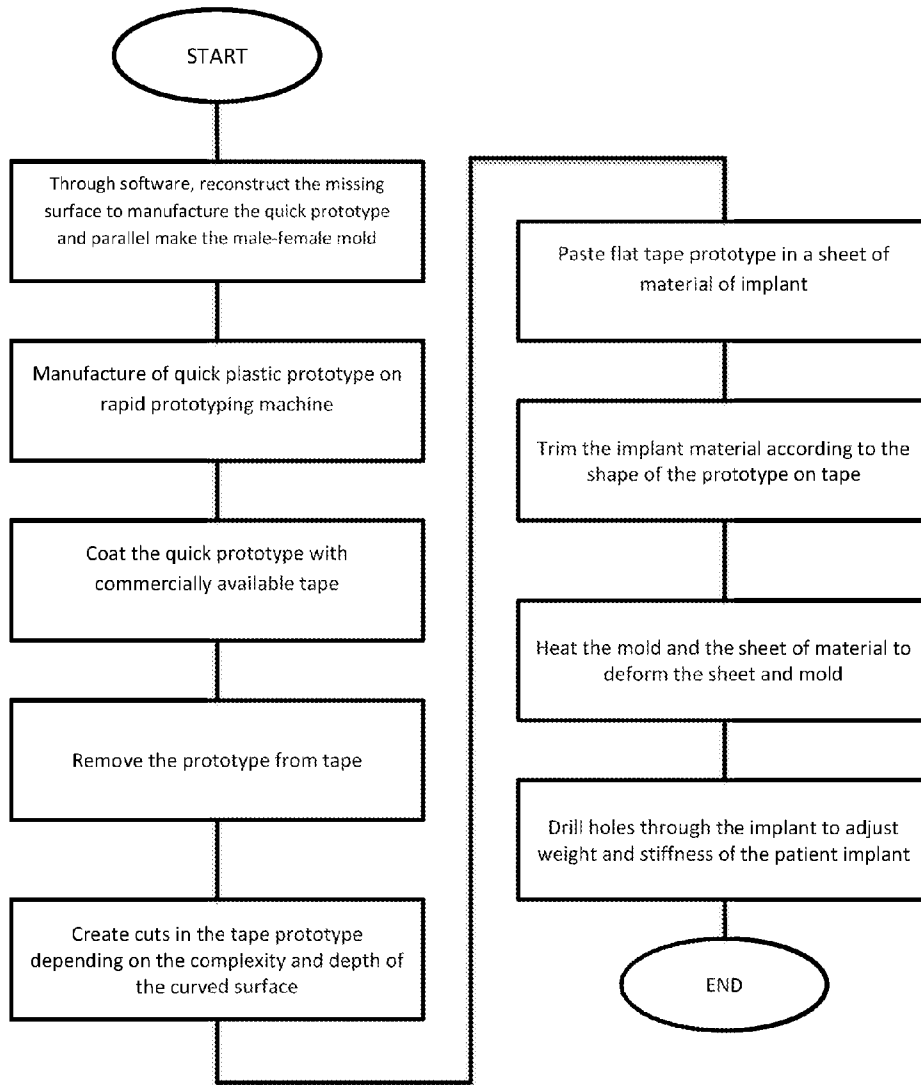 START
Through software, reconstruct the missing
surface to manufacture the quick prototype
and parallel make the male-female mold
Manufacture of quick plastic prototype on
rapid prototyping machine
Coat the quick prototype with
commercially available tape
Remove the prototype from tape
Create cuts in the tape prototype
depending on the complexity and depth of
the curved surface
Paste flat tape prototype in a sheet of
material of implant
Trim the implant material according to the
shape of the prototype on tape
Heat the mold and the sheet of material to
deform the sheet and mold
Drill holes through the implant to adjust
weight and stiffness of the patient implant
END